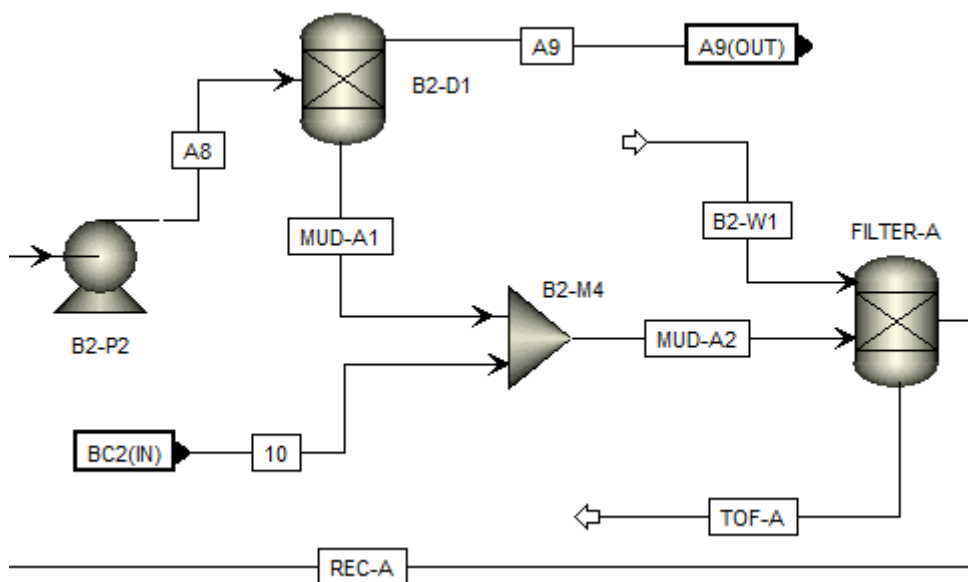 A9
A9(OUT)
B2-D1
A8
B2-W1
MUD-A1
FILTER-A
B2-M4
MUD-A2
B2-P2
BC2(IN)
10
TOF-A
REC-A